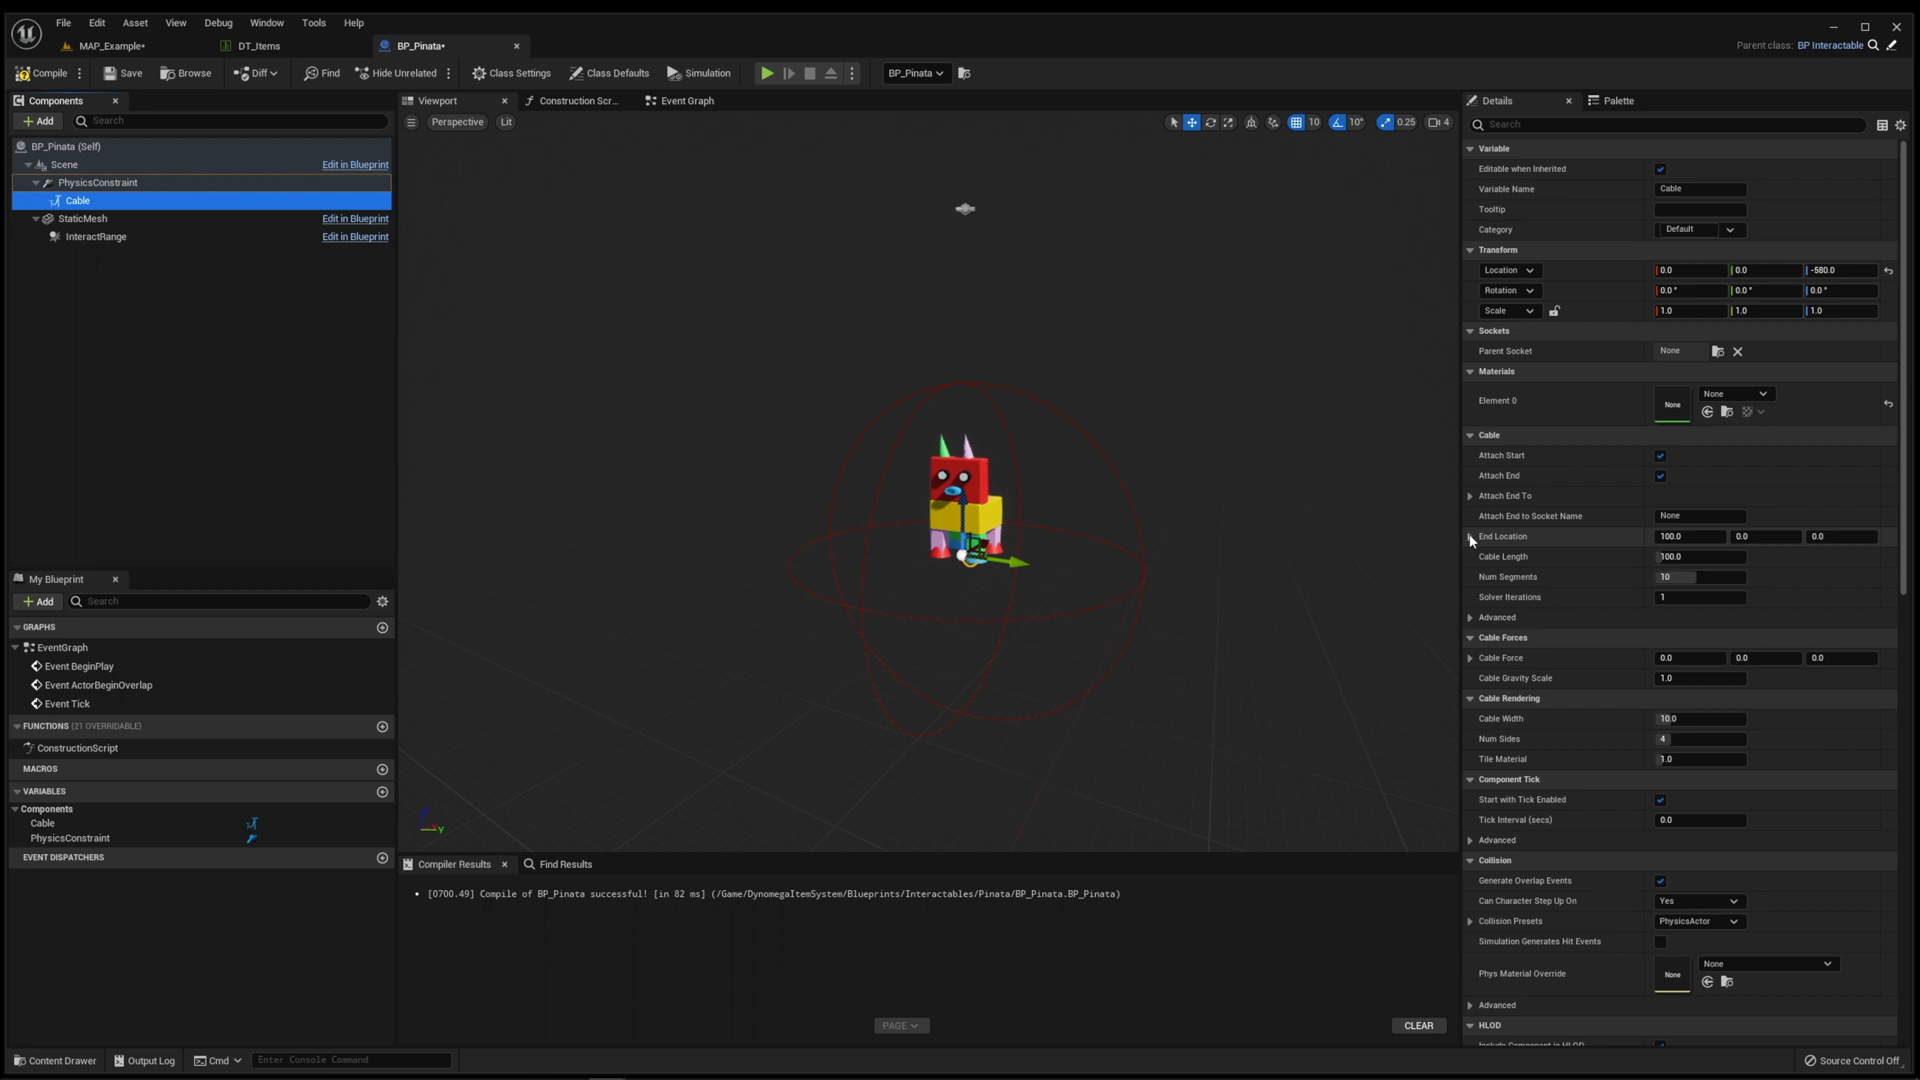 File Edit Asset View Debug Window Tools Help
MAP_Example* DT_Items BP_Pinata*
Parent class: BP Interactable
Compile Save Browse Diff Find Hide Unrelated Class Settings Class Defaults Simulation BP_Pinata
Components
Add Search
BP_Pinata (Self)
Scene Edit in Blueprint
PhysicsConstraint
Cable
StaticMesh Edit in Blueprint
InteractRange Edit in Blueprint
My Blueprint
Add Search
GRAPHS
EventGraph
Event BeginPlay
Event ActorBeginOverlap
Event Tick
FUNCTIONS (21 OVERRIDABLE)
ConstructionScript
MACROS
VARIABLES
Components
Cable
PhysicsConstraint
EVENT DISPATCHERS
Viewport Construction Scr... Event Graph
Perspective Lit 10 10° 0.25 4
Y
Compiler Results Find Results
[0700.49] Compile of BP_Pinata successful! [in 82 ms] (/Game/DynomegaItemSystem/Blueprints/Interactables/Pinata/BP_Pinata.BP_Pinata)
PAGE CLEAR
Details Palette
Search
Variable
Editable when Inherited
Variable Name Cable
Tooltip
Category Default
Transform
Location 0.0 0.0 -580.0
Rotation 0.0° 0.0° 0.0°
Scale 1.0 1.0 1.0
Sockets
Parent Socket None
Materials
Element 0 None None
Cable
Attach Start
Attach End
Attach End To
Attach End to Socket Name None
End Location 100.0 0.0 0.0
Cable Length 100.0
Num Segments 10
Solver Iterations 1
Advanced
Cable Forces
Cable Force 0.0 0.0 0.0
Cable Gravity Scale 1.0
Cable Rendering
Cable Width 10.0
Num Sides 4
Tile Material 1.0
Component Tick
Start with Tick Enabled
Tick Interval (secs) 0.0
Advanced
Collision
Generate Overlap Events
Can Character Step Up On Yes
Collision Presets PhysicsActor
Simulation Generates Hit Events
Phys Material Override None None
Advanced
HLOD
Include Component in HLOD
Content Drawer Output Log Cmd Enter Console Command Source Control Off